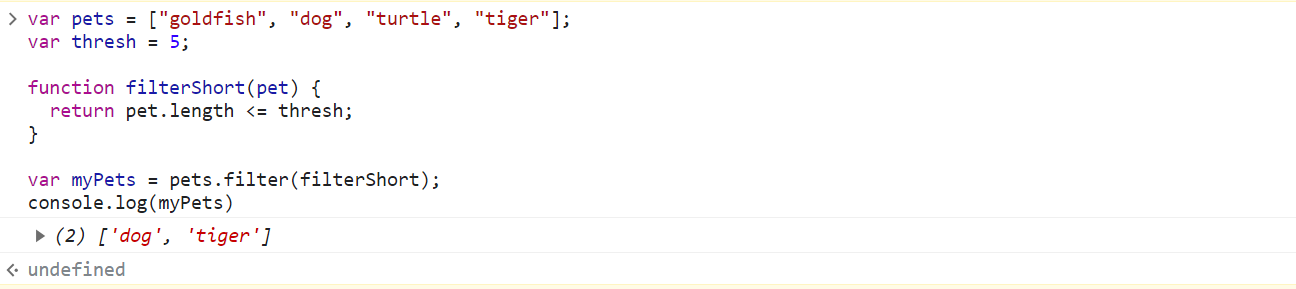 var pets = ["goldfish", "dog", "turtle", "tiger"];
var thresh = 5;
function filterShort(pet) {
  return pet.length <= thresh;
}
var myPets = pets.filter(filterShort);
console.log(myPets)
(2) ['dog', 'tiger']
undefined